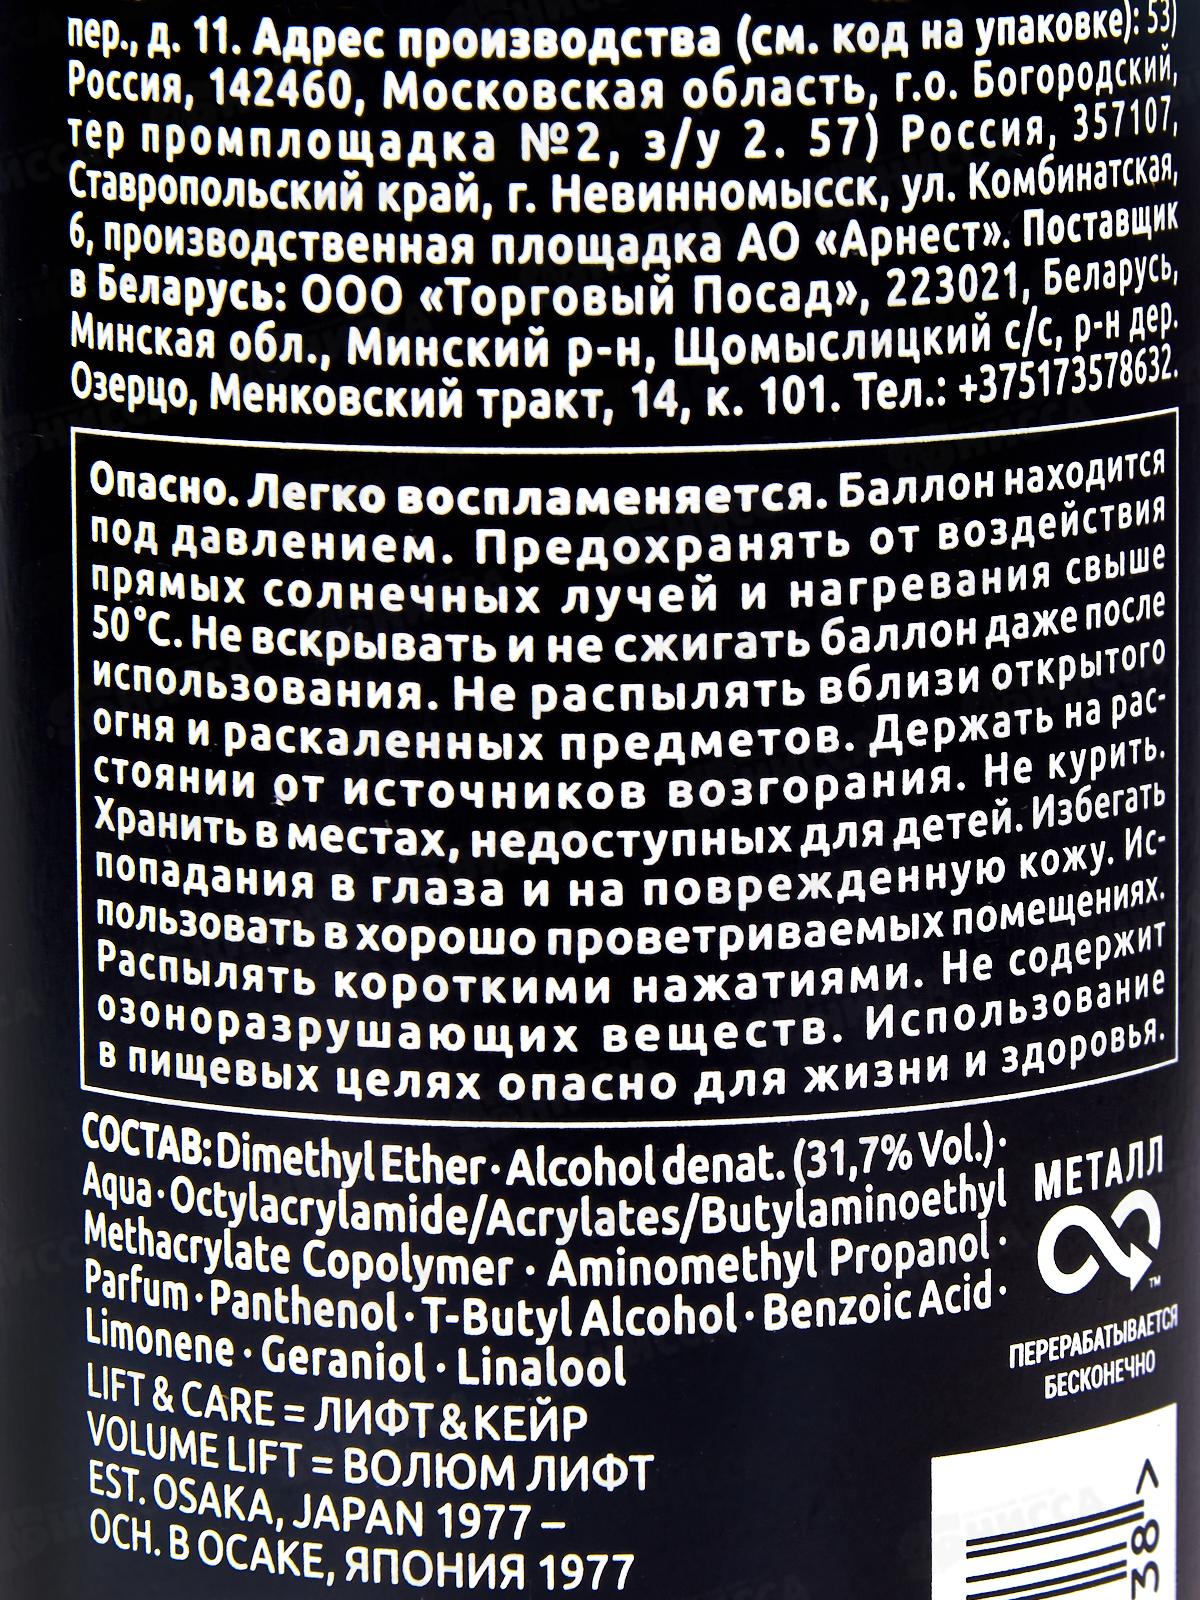 пер., д. 11. Адрес производства (см. код на упаковке): 53)
Россия, 142460, Московская область, г.о. Богородский,
тер промплощадка №2, з/у 2. 57) Россия, 357107,
Ставропольский край, г. Невинномысск, ул. Комбинатская,
6, производственная площадка АО «Арнест». Поставщик
в Беларусь: ООО «Торговый Посад», 223021, Беларусь,
Минская обл., Минский р-н, Щомыслицкий с/с, р-н дер.
Озерцо, Менковский тракт, 14, к. 101. Тел.: +375173578632.
Опасно. Легко воспламеняется. Баллон находится
под давлением. Предохранять от воздействия
прямых солнечных лучей и нагревания свыше
50°С. Не вскрывать и не сжигать баллон даже после
использования. Не распылять вблизи открытого
огня и раскаленных предметов. Держать на рас-
стоянии от источников возгорания. Не курить.
Хранить в местах, недоступных для детей. Избегать
попадания в глаза и на поврежденную кожу. Ис-
пользовать в хорошо проветриваемых помещениях.
Распылять короткими нажатиями. Не содержит
озоноразрушающих веществ. Использование
в пищевых целях опасно для жизни и здоровья.
СОСТАВ: Dimethyl Ether · Alcohol denat. (31,7% Vol.) ·
Aqua · Octylacrylamide/Acrylates/Butylaminoethyl
Methacrylate Copolymer · Aminomethyl Propanol ·
Parfum · Panthenol · T-Butyl Alcohol · Benzoic Acid ·
Limonene · Geraniol · Linalool
LIFT & CARE = ЛИФТ & КЕЙР
VOLUME LIFT = ВОЛЮМ ЛИФТ
EST. OSAKA, JAPAN 1977 –
ОСН. В ОСАКЕ, ЯПОНИЯ 1977
МЕТАЛЛ
™
ПЕРЕРАБАТЫВАЕТСЯ
БЕСКОНЕЧНО
38 >